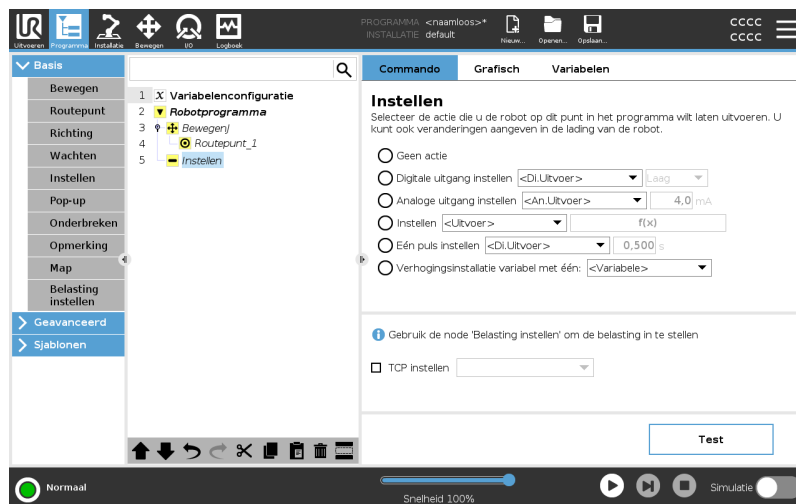 UR
PROGRAMMA <naamloos>*
INSTALLATIE default
CCCC
CCCC
Uitvoeren Programma Installatie Bewegen I/O Logboek Nieuw... Openen... Opslaan...
Basis
Bewegen
Routepunt
Richting
Wachten
Instellen
Pop-up
Onderbreken
Opmerking
Map
Belasting
instellen
Geavanceerd
Sjablonen
1 X Variabelenconfiguratie
2 Robotprogramma
3 BewegenJ
4 Routepunt_1
5 Instellen
Commando Grafisch Variabelen
Instellen
Selecteer de actie die u de robot op dit punt in het programma wilt laten uitvoeren. U
kunt ook veranderingen aangeven in de lading van de robot.
Geen actie
Digitale uitgang instellen <Di.Uitvoer> Laag
Analoge uitgang instellen <An.Uitvoer> 4,0 mA
Instellen <Uitvoer> f(x)
Eén puls instellen <Di.Uitvoer> 0,500 s
Verhogingsinstallatie variabel met één: <Variabele>
Gebruik de node 'Belasting instellen' om de belasting in te stellen
TCP instellen
Test
Normaal
Snelheid 100%
Simulatie